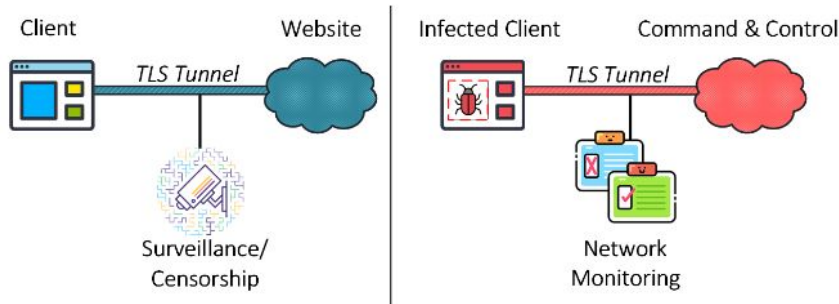 Client
Website
TLS Tunnel
Surveillance/
Censorship
Infected Client
Command & Control
TLS Tunnel
Network
Monitoring